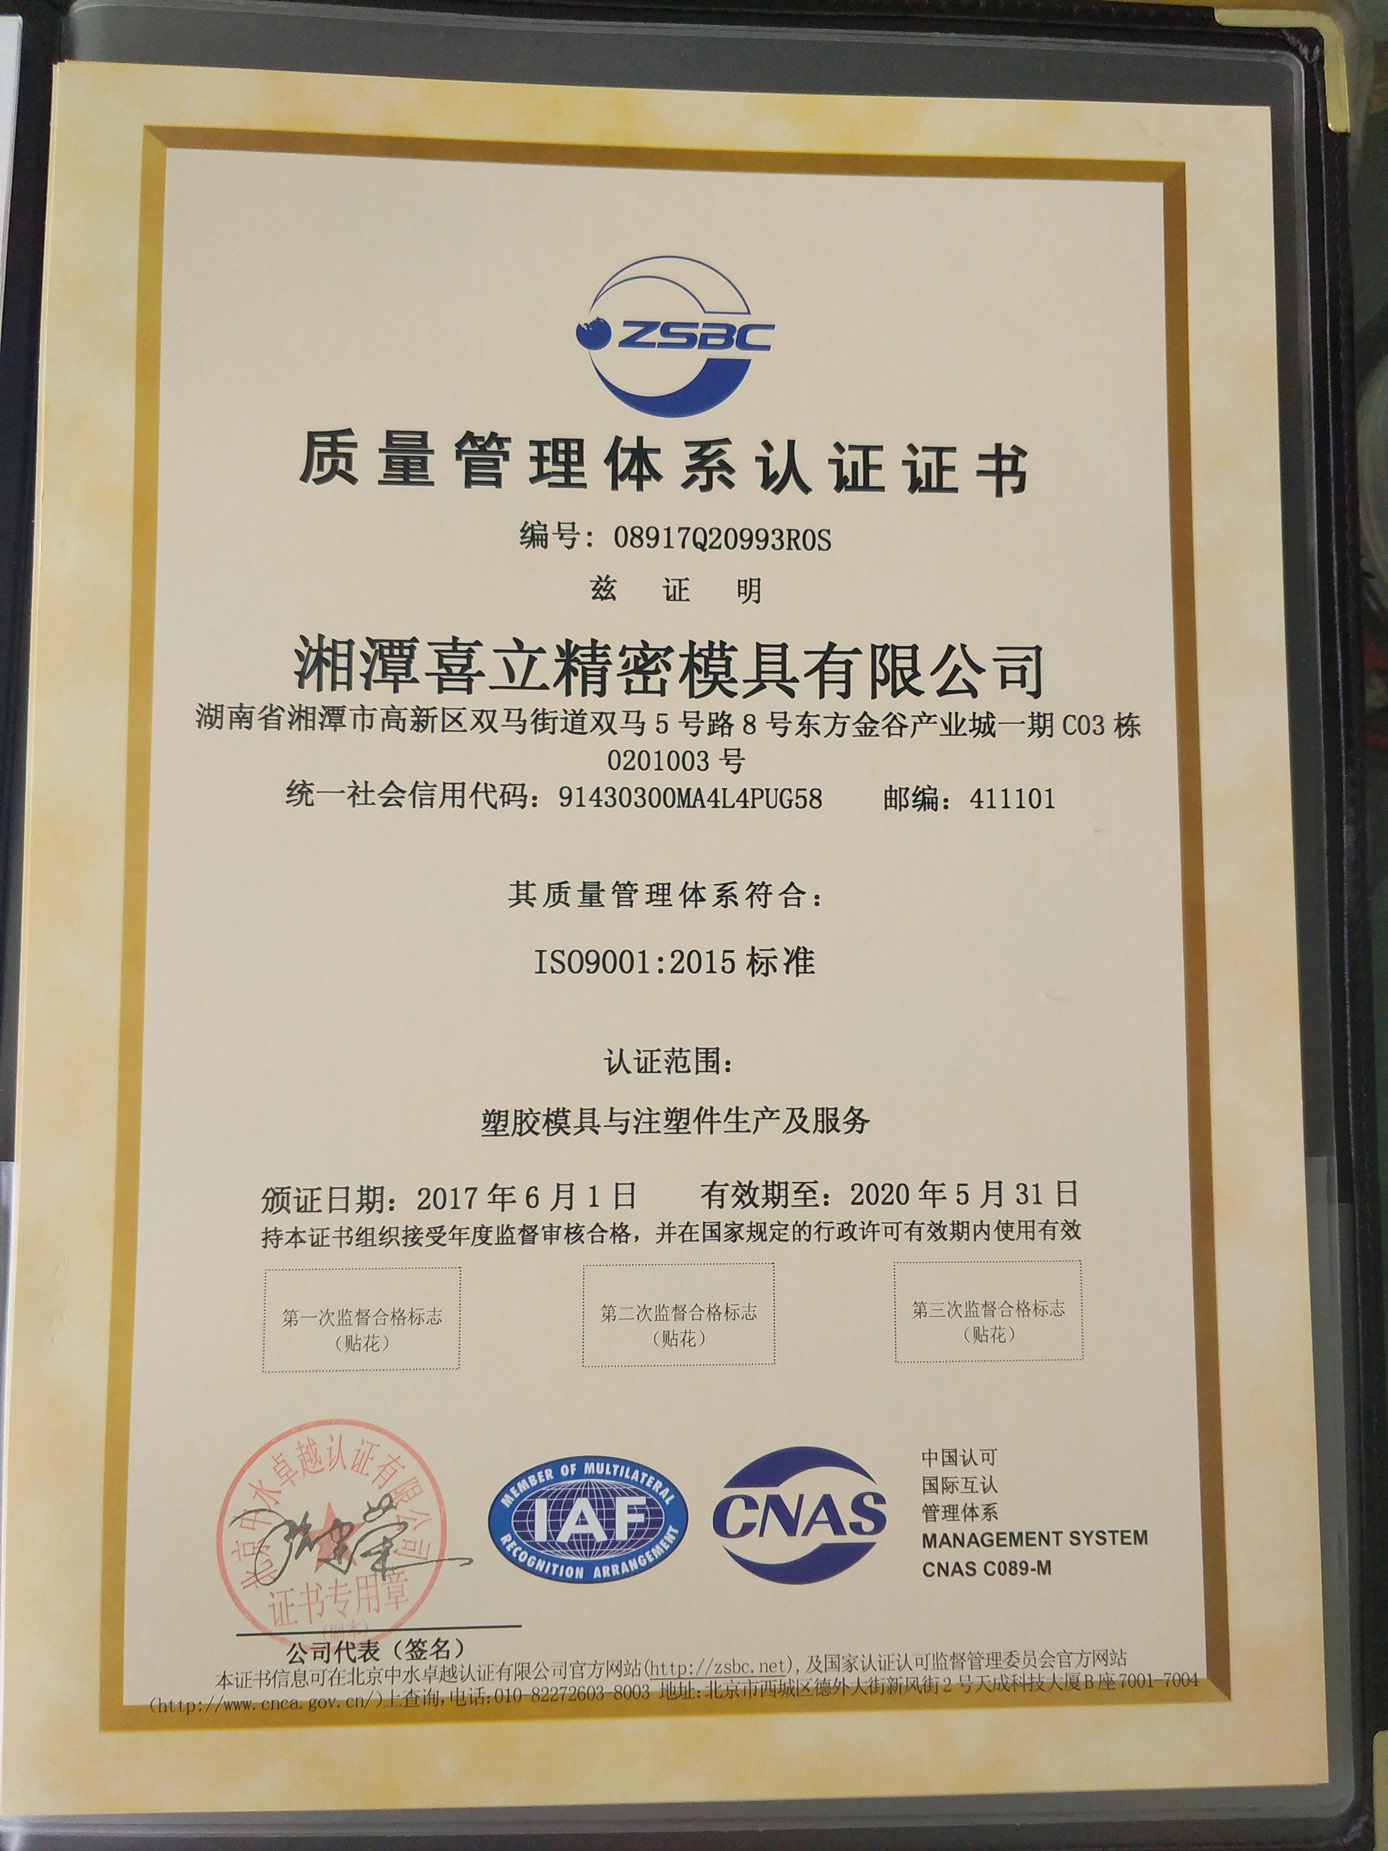 ZSBC
质量管理体系认证证书
编号：08917Q20993R0S
兹证明
湘潭喜立精密模具有限公司
湖南省湘潭市高新区双马街道双马5号路8号东方金谷产业城一期C03栋
0201003号
统一社会信用代码：91430300MA4L4PUG58 邮编：411101
其质量管理体系符合：
ISO9001:2015标准
认证范围：
塑胶模具与注塑件生产及服务
颁证日期：2017年6月1日 有效期至：2020年5月31日
持本证书组织接受年度监督审核合格，并在国家规定的行政许可有效期内使用有效
第一次监督合格标志
（贴花）
第二次监督合格标志
（贴花）
第三次监督合格标志
（贴花）
北京中水卓越认证有限公司
证书专用章
MEMBER OF MULTILATERAL
IAF
RECOGNITION ARRANGEMENT
CNAS
中国认可
国际互认
管理体系
MANAGEMENT SYSTEM
CNAS C089-M
公司代表（签名）
本证书信息可在北京中水卓越认证有限公司官方网站(http://zsbc.net),及国家认证认可监督管理委员会官方网站
(http://www.cnca.gov.cn/)上查询,电话:010-82272603-8003 地址:北京市西城区德外大街新风街2号天成科技大厦B座7001-7004